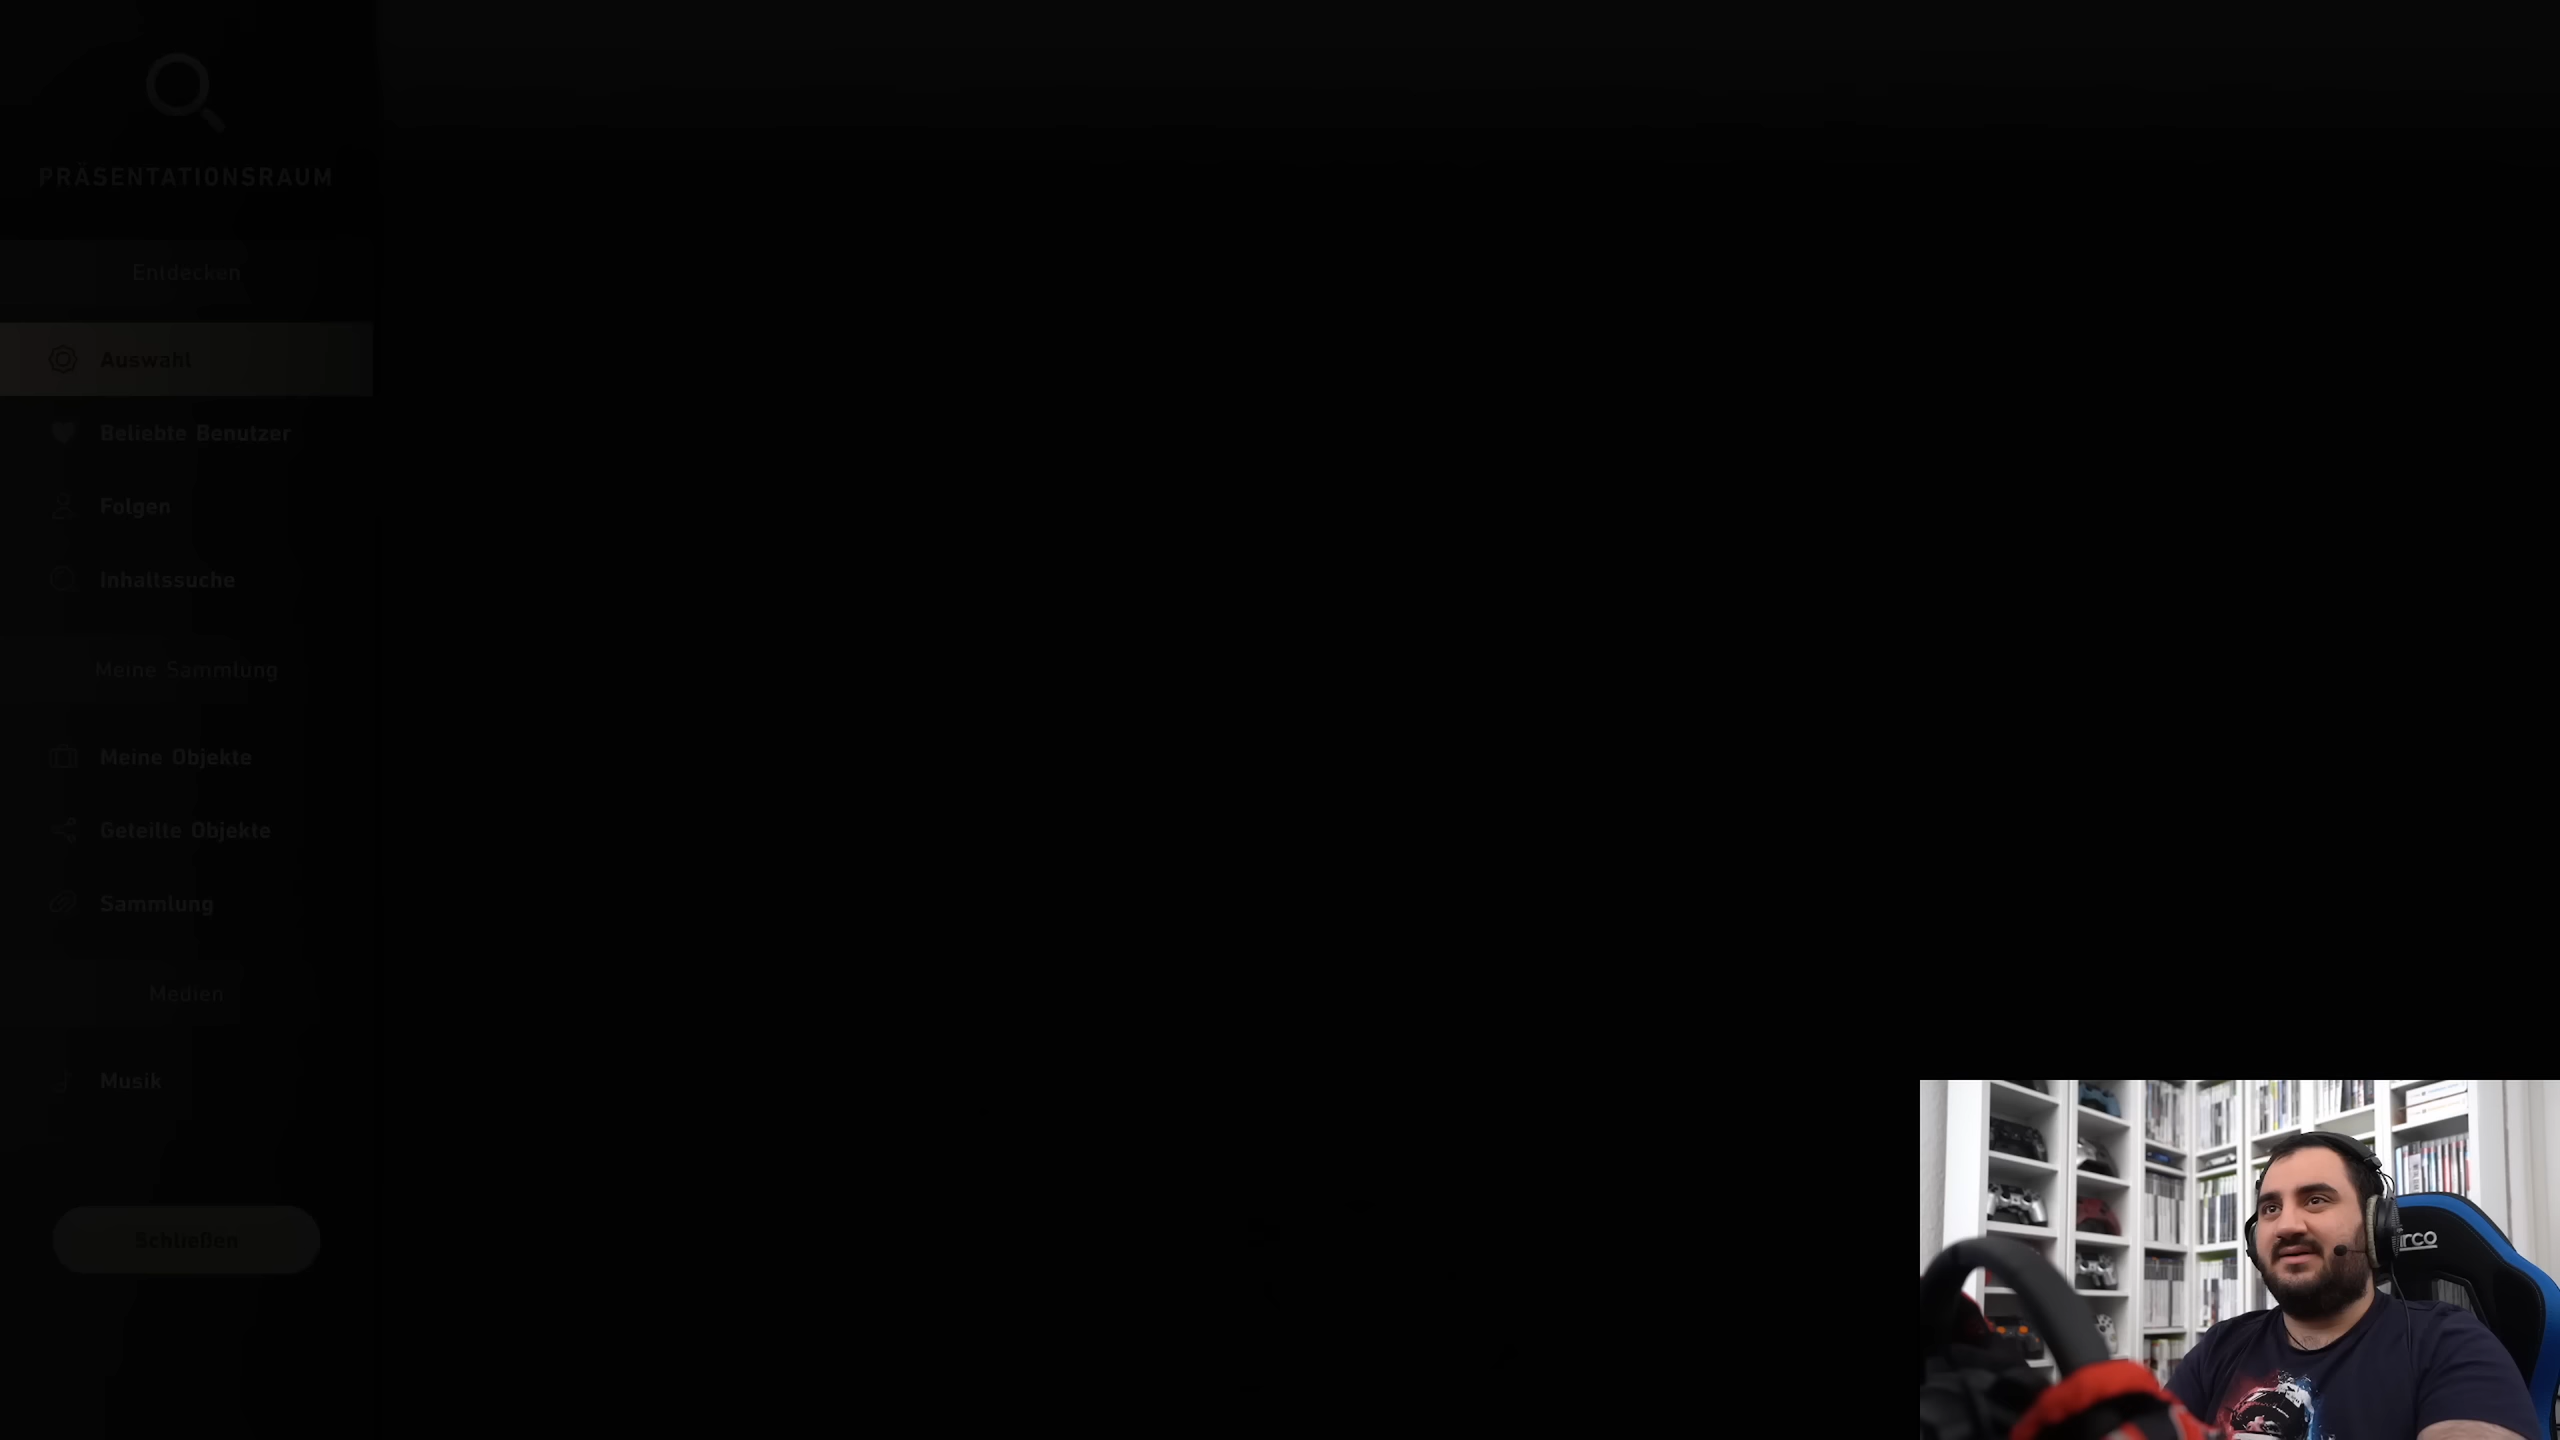 PRÄSENTATIONSRAUM
Entdecken
Auswahl
Beliebte Benutzer
Folgen
Inhaltssuche
Meine Sammlung
Meine Objekte
Geteilte Objekte
Sammlung
Medien
Musik
Schließen